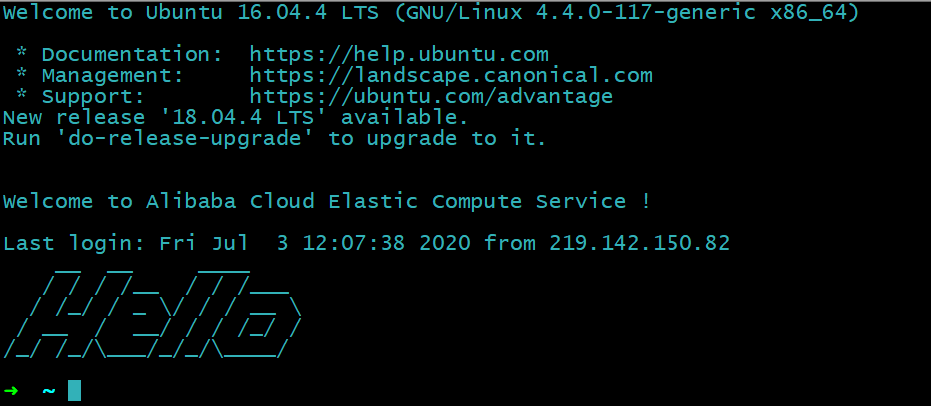 Welcome to Ubuntu 16.04.4 LTS (GNU/Linux 4.4.0-117-generic x86_64)
* Documentation:  https://help.ubuntu.com
* Management:     https://landscape.canonical.com
* Support:        https://ubuntu.com/advantage
New release '18.04.4 LTS' available.
Run 'do-release-upgrade' to upgrade to it.
Welcome to Alibaba Cloud Elastic Compute Service !
Last login: Fri Jul  3 12:07:38 2020 from 219.142.150.82
Hello
➜  ~